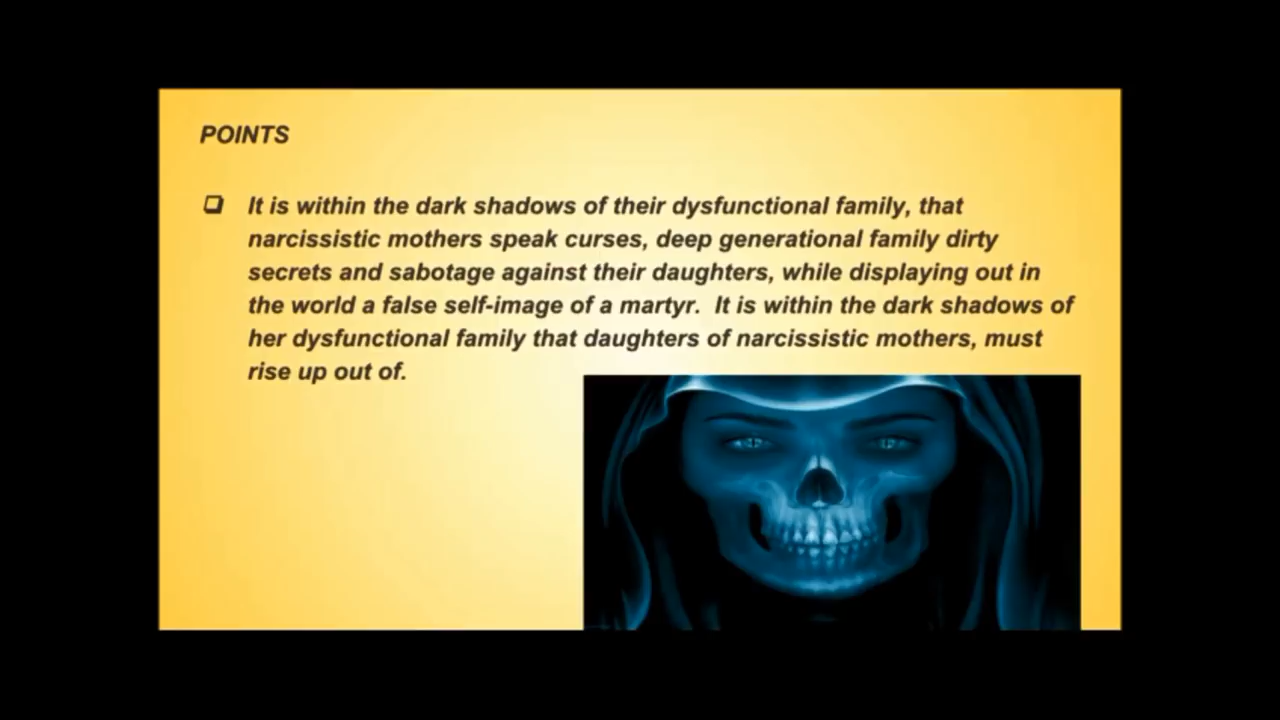 POINTS
It is within the dark shadows of their dysfunctional family, that
narcissistic mothers speak curses, deep generational family dirty
secrets and sabotage against their daughters, while displaying out in
the world a false self-image of a martyr.  It is within the dark shadows of
her dysfunctional family that daughters of narcissistic mothers, must
rise up out of.